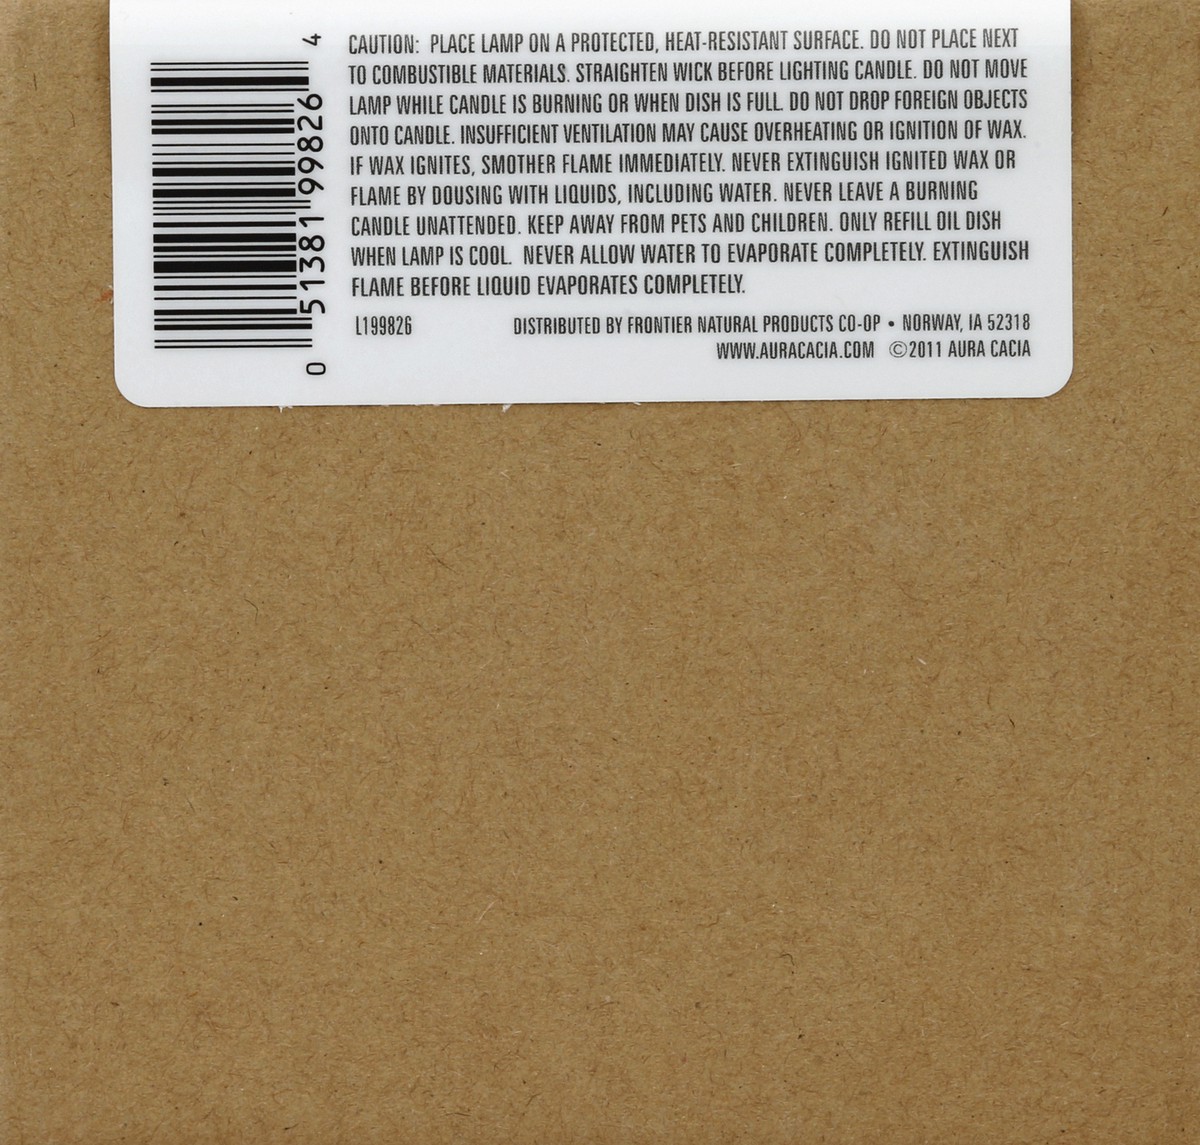 CAUTION: PLACE LAMP ON A PROTECTED, HEAT-RESISTANT SURFACE. DO NOT PLACE NEXT
TO COMBUSTIBLE MATERIALS. STRAIGHTEN WICK BEFORE LIGHTING CANDLE. DO NOT MOVE
LAMP WHILE CANDLE IS BURNING OR WHEN DISH IS FULL. DO NOT DROP FOREIGN OBJECTS
ONTO CANDLE. INSUFFICIENT VENTILATION MAY CAUSE OVERHEATING OR IGNITION OF WAX.
IF WAX IGNITES, SMOTHER FLAME IMMEDIATELY. NEVER EXTINGUISH IGNITED WAX OR
FLAME BY DOUSING WITH LIQUIDS, INCLUDING WATER. NEVER LEAVE A BURNING
CANDLE UNATTENDED. KEEP AWAY FROM PETS AND CHILDREN. ONLY REFILL OIL DISH
WHEN LAMP IS COOL. NEVER ALLOW WATER TO EVAPORATE COMPLETELY. EXTINGUISH
FLAME BEFORE LIQUID EVAPORATES COMPLETELY.
L199826 DISTRIBUTED BY FRONTIER NATURAL PRODUCTS CO-OP • NORWAY, IA 52318
WWW.AURACACIA.COM ©2011 AURA CACIA
0 51381 99826 4